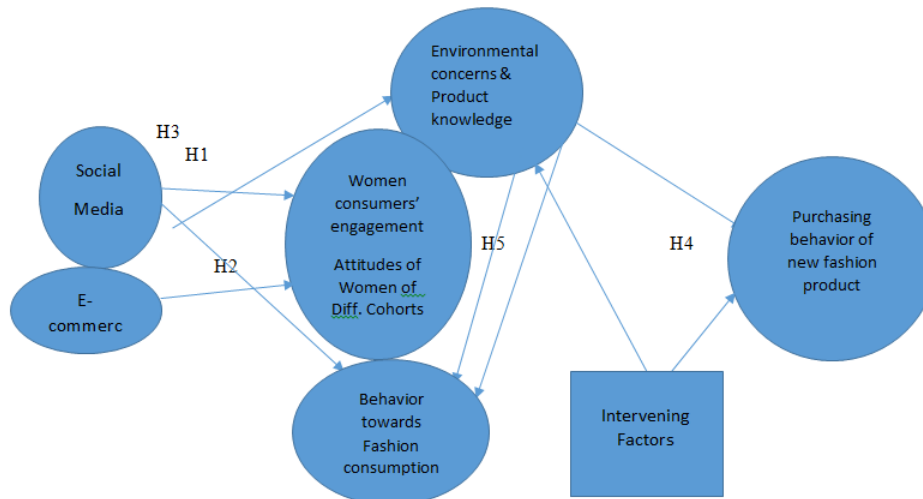 Environmental
concerns &
Product
knowledge
H3
H1
Social
Media
Women
consumers'
engagement
Attitudes of
Women of
Diff. Cohorts
H5
H4
Purchasing
behavior of
new fashion
product
H2
E-
commerc
Behavior
towards
Fashion
consumption
Intervening
Factors